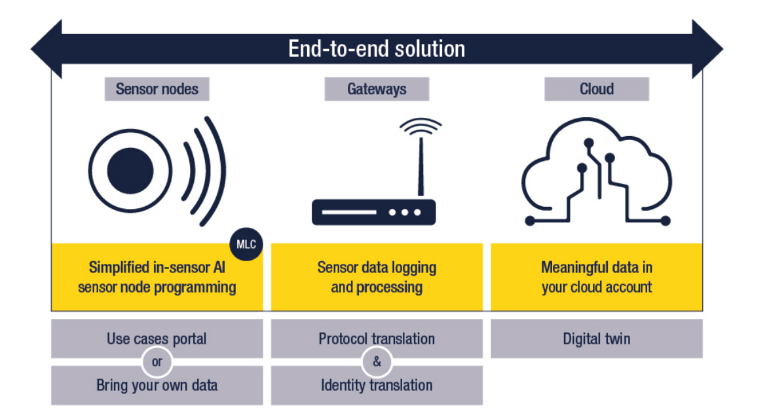 End-to-end solution
Sensor nodes
Gateways
Cloud
MLC
Simplified in-sensor AI
sensor node programming
Sensor data logging
and processing
Meaningful data in
your cloud account
Use cases portal
or
Bring your own data
Protocol translation
&
Identity translation
Digital twin